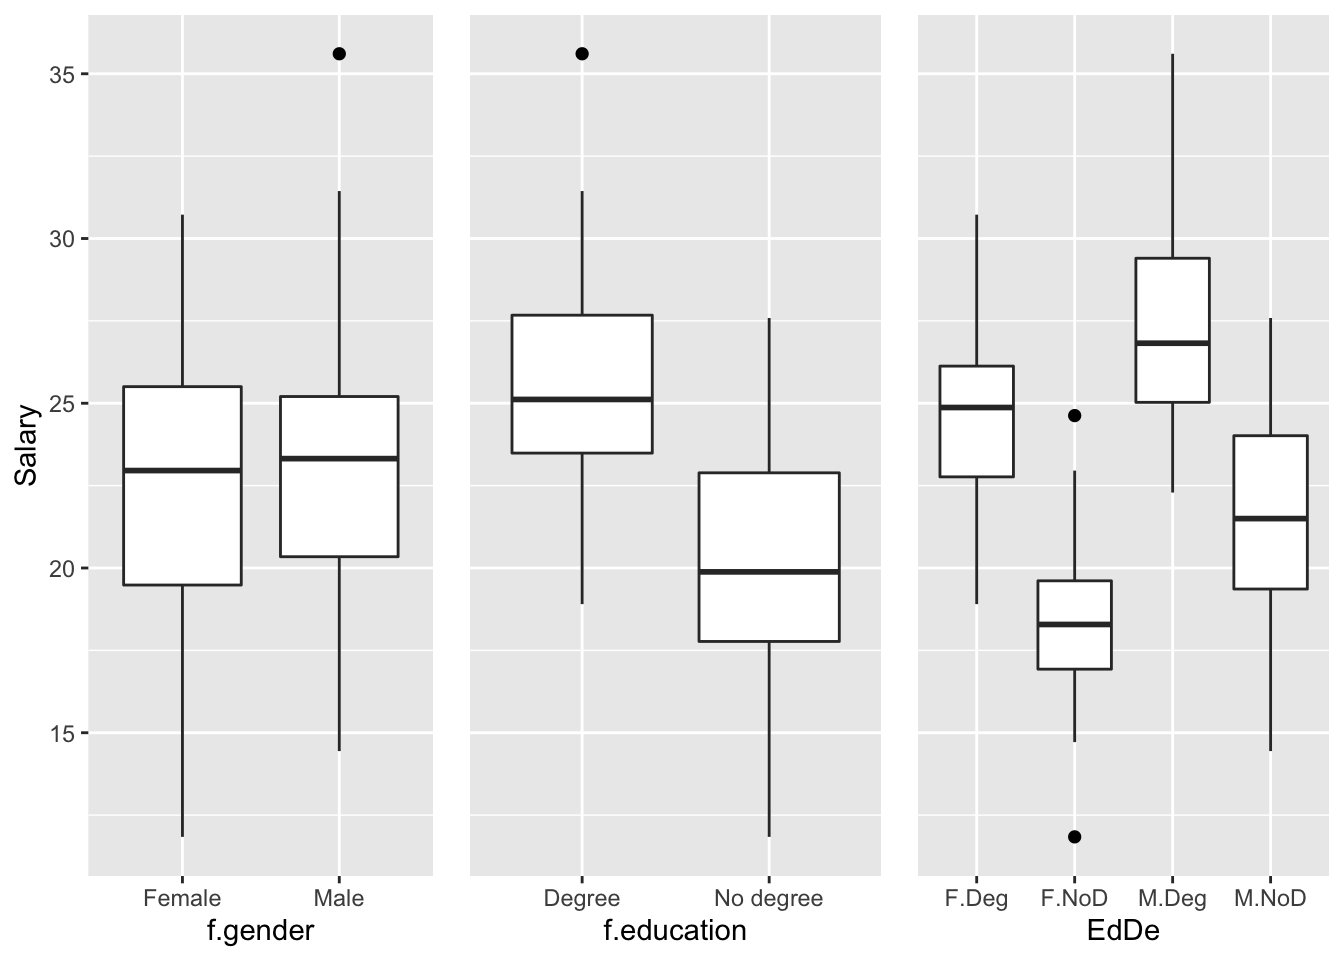 Salary
35
30
25
20
15
Female Male
f.gender
Degree No degree
f.education
F.Deg F.NoD M.Deg M.NoD
EdDe